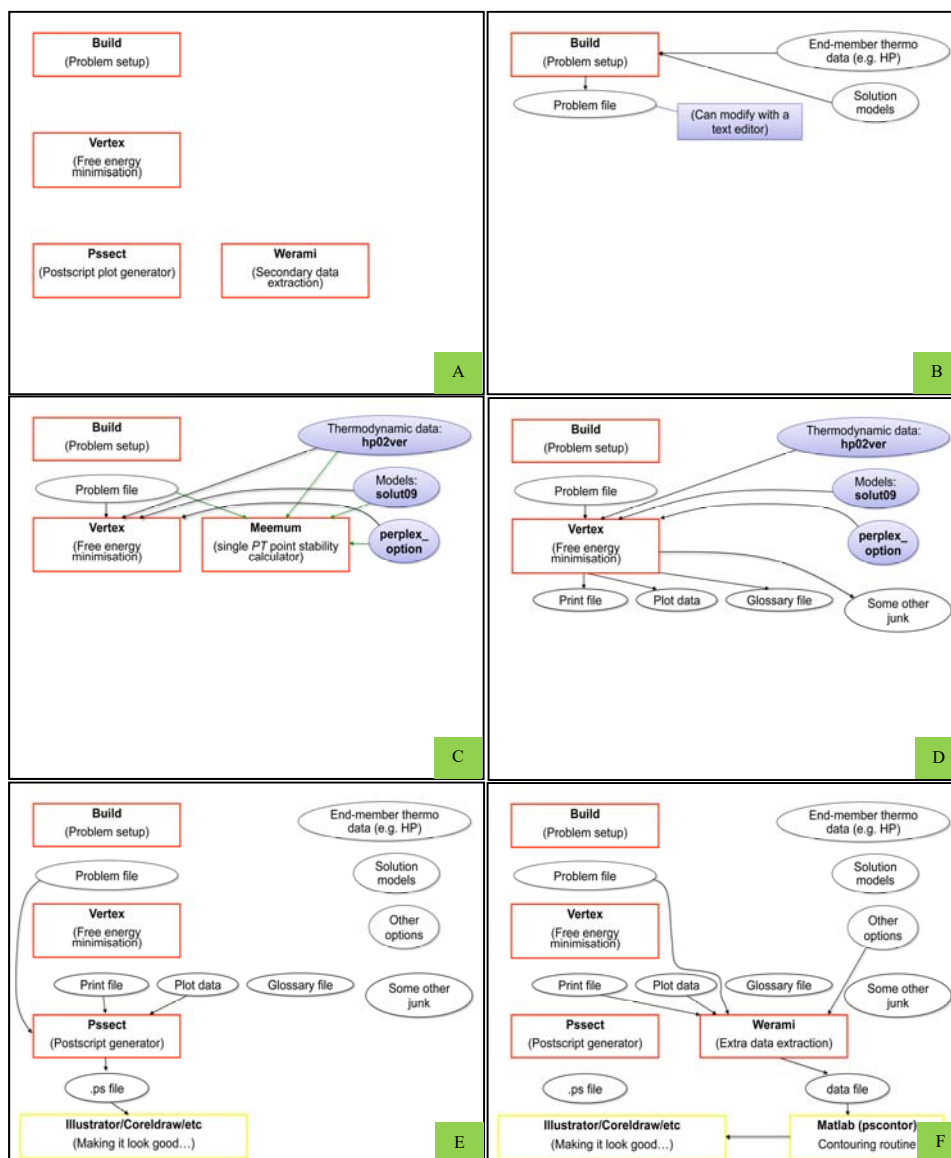 Build
(Problem setup)
Vertex
(Free energy
minimisation)
Pssect
(Postscript plot generator)
Werami
(Secondary data
extraction)
A
Build
(Problem setup)
End-member thermo
data (e.g. HP)
Problem file
(Can modify with a
text editor)
Solution
models
B
Build
(Problem setup)
Thermodynamic data:
hp02ver
Problem file
Models:
solut09
Vertex
(Free energy
minimisation)
Meemum
(single PT point stability
calculator)
perplex_
option
C
Build
(Problem setup)
Thermodynamic data:
hp02ver
Problem file
Models:
solut09
Vertex
(Free energy
minimisation)
perplex_
option
Print file
Plot data
Glossary file
Some other
junk
D
Build
(Problem setup)
End-member thermo
data (e.g. HP)
Problem file
Solution
models
Vertex
(Free energy
minimisation)
Other
options
Print file
Plot data
Glossary file
Some other
junk
Pssect
(Postscript generator)
.ps file
Illustrator/Coreldraw/etc
(Making it look good…)
E
Build
(Problem setup)
End-member thermo
data (e.g. HP)
Problem file
Solution
models
Vertex
(Free energy
minimisation)
Other
options
Print file
Plot data
Glossary file
Some other
junk
Pssect
(Postscript generator)
Werami
(Extra data extraction)
.ps file
data file
Illustrator/Coreldraw/etc
(Making it look good…)
Matlab (pscontor)
Contouring routine
F